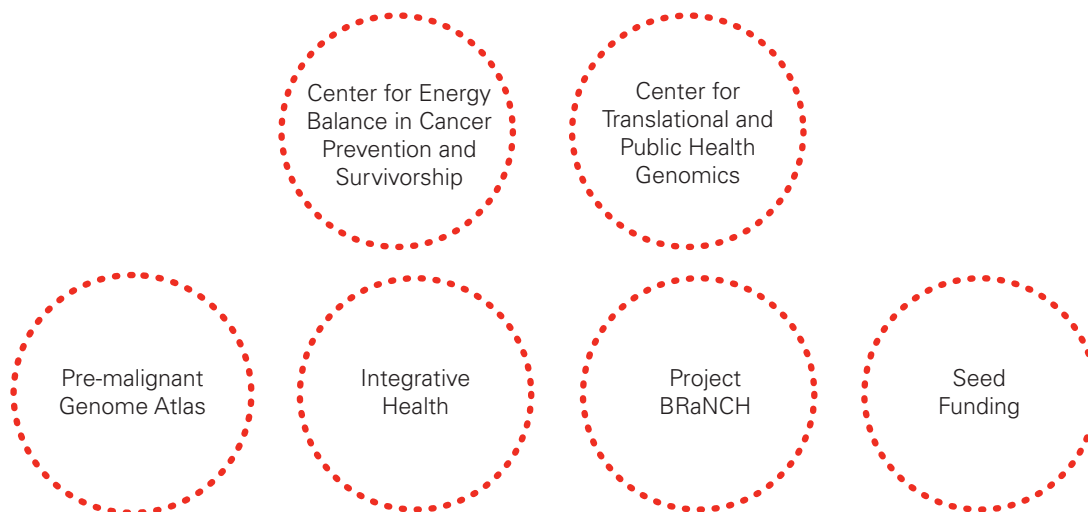 Center for Energy
Balance in Cancer
Prevention and
Survivorship
Center for
Translational and
Public Health
Genomics
Pre-malignant
Genome Atlas
Integrative
Health
Project
BRaNCH
Seed
Funding